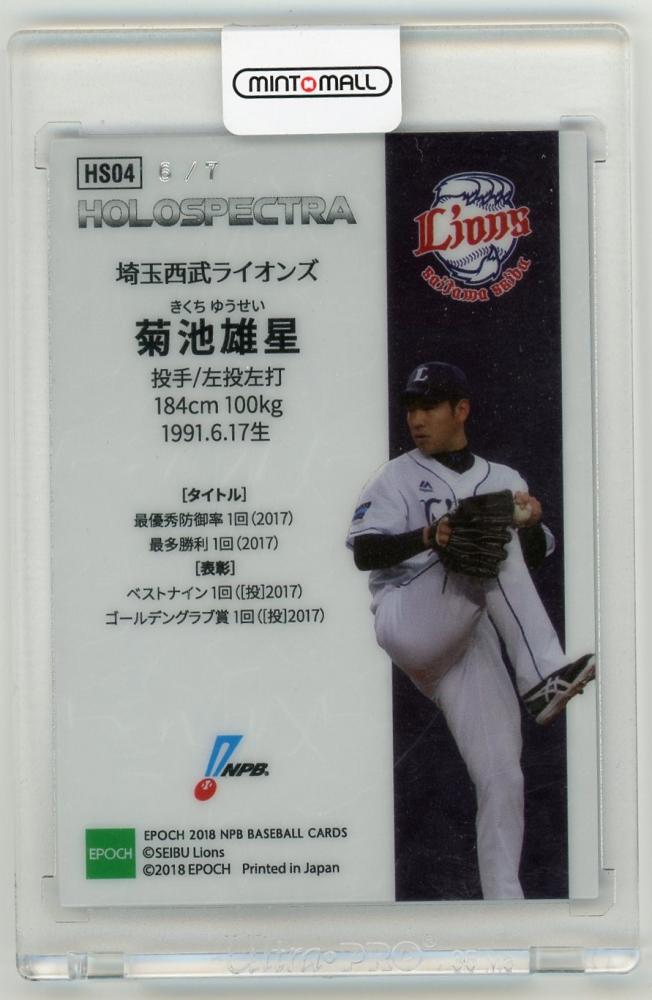 MINT MALL
HS04 6/7
HOLOSPECTRA
Lions
Saitama Seibu
埼玉西武ライオンズ
きくち ゆうせい
菊池雄星
投手/左投左打
184cm 100kg
1991.6.17生
[タイトル]
最優秀防御率 1回(2017)
最多勝利 1回(2017)
[表彰]
ベストナイン 1回([投]2017)
ゴールデングラブ賞 1回([投]2017)
L
NPB.
EPOCH
EPOCH 2018 NPB BASEBALL CARDS
©SEIBU Lions
©2018 EPOCH Printed in Japan
Ultra•PRO®